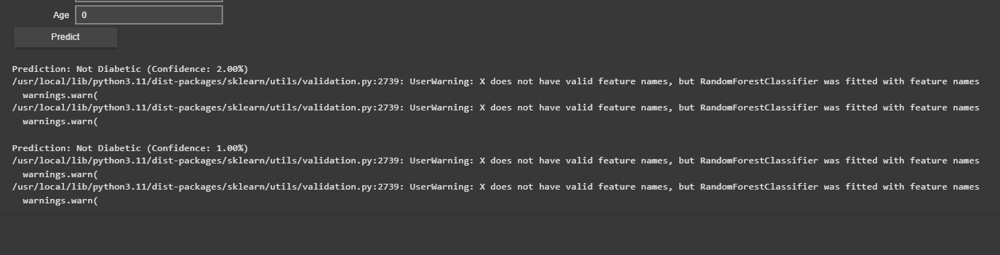 Age 0
Predict
Prediction: Not Diabetic (Confidence: 2.00%)
/usr/local/lib/python3.11/dist-packages/sklearn/utils/validation.py:2739: UserWarning: X does not have valid feature names, but RandomForestClassifier was fitted with feature names
  warnings.warn(
/usr/local/lib/python3.11/dist-packages/sklearn/utils/validation.py:2739: UserWarning: X does not have valid feature names, but RandomForestClassifier was fitted with feature names
  warnings.warn(
Prediction: Not Diabetic (Confidence: 1.00%)
/usr/local/lib/python3.11/dist-packages/sklearn/utils/validation.py:2739: UserWarning: X does not have valid feature names, but RandomForestClassifier was fitted with feature names
  warnings.warn(
/usr/local/lib/python3.11/dist-packages/sklearn/utils/validation.py:2739: UserWarning: X does not have valid feature names, but RandomForestClassifier was fitted with feature names
  warnings.warn(